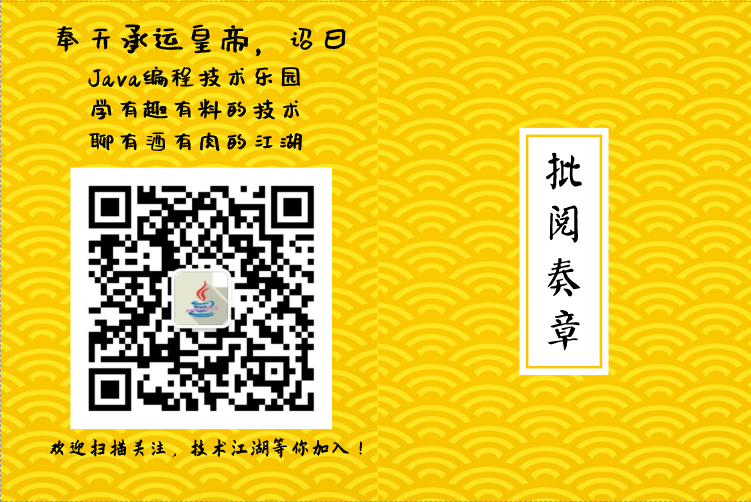 奉天承运皇帝，诏曰
Java编程技术乐园
学有趣有料的技术
聊有酒有肉的江湖
欢迎扫描关注，技术江湖等你加入！
批阅奏章